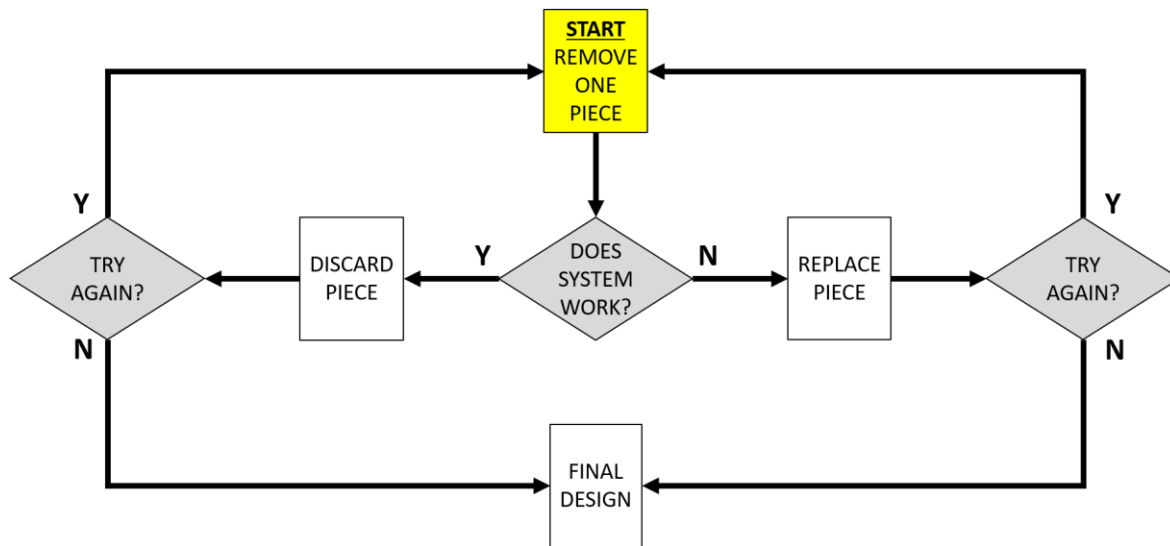 START
REMOVE
ONE
PIECE
Y
Y
TRY
AGAIN?
DISCARD
PIECE
Y
DOES
SYSTEM
WORK?
N
REPLACE
PIECE
TRY
AGAIN?
N
N
FINAL
DESIGN